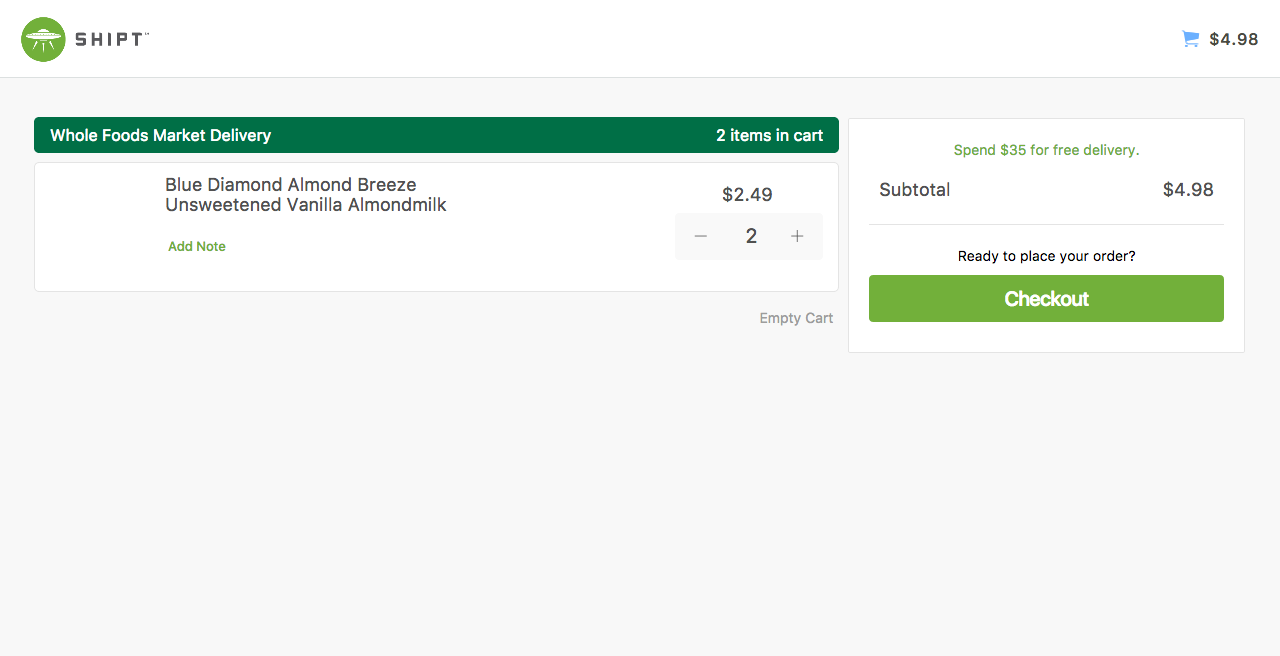 SHIPT™
$4.98
Whole Foods Market Delivery
2 items in cart
Blue Diamond Almond Breeze
Unsweetened Vanilla Almondmilk
Add Note
$2.49
− 2 +
Empty Cart
Spend $35 for free delivery.
Subtotal $4.98
Ready to place your order?
Checkout